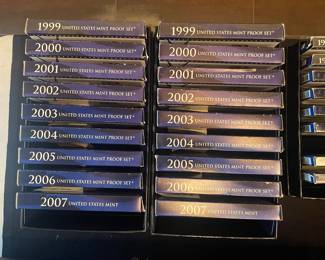 1999 UNITED STATES MINT PROOF SET
2000 UNITED STATES MINT PROOF SET
2001 UNITED STATES MINT PROOF SET
2002 UNITED STATES MINT PROOF SET
2003 UNITED STATES MINT PROOF SET
2004 UNITED STATES MINT PROOF SET
2005 UNITED STATES MINT PROOF SET
2006 UNITED STATES MINT PROOF SET
2007 UNITED STATES MINT
1999 UNITED STATES MINT PROOF SET
2000 UNITED STATES MINT PROOF SET
2001 UNITED STATES MINT PROOF SET
2002 UNITED STATES MINT PROOF SET
2003 UNITED STATES MINT PROOF SET
2004 UNITED STATES MINT PROOF SET
2005 UNITED STATES MINT PROOF SET
2006 UNITED STATES MINT PROOF SET
2007 UNITED STATES MINT